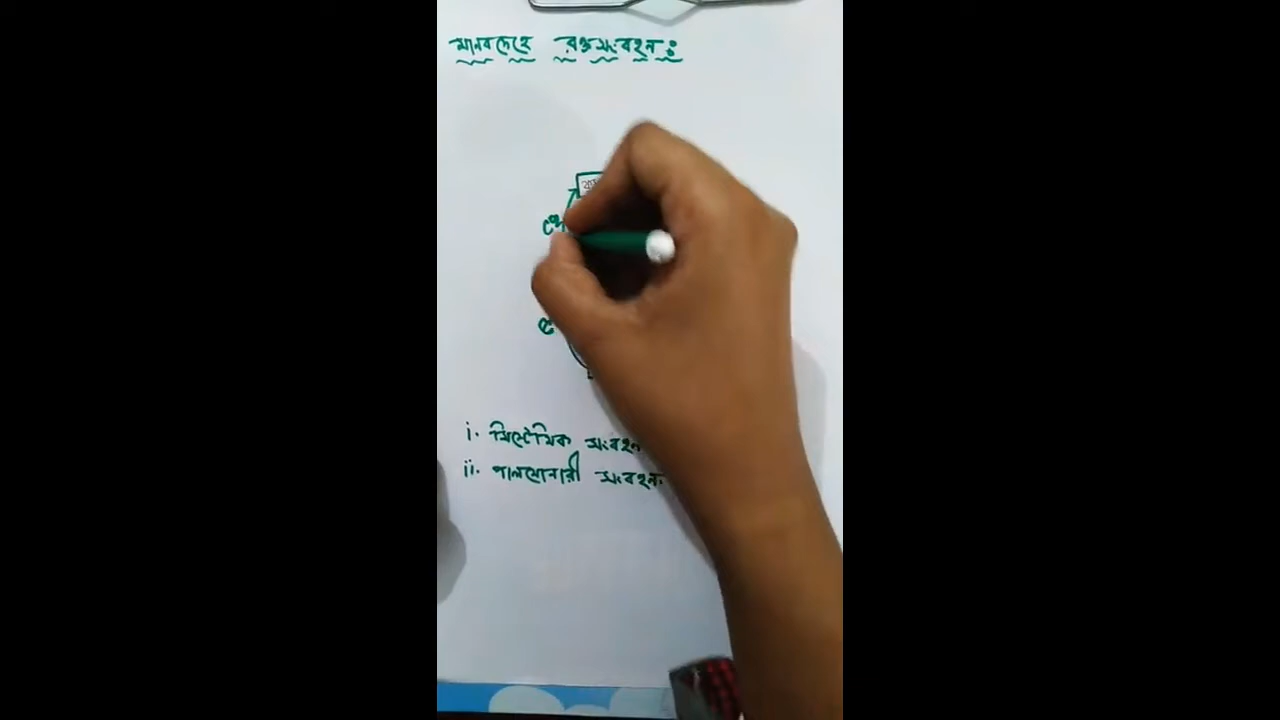 মানবদেহে রক্তসংবহন :
i. সিস্টেমিক সংবহন
ii. পালমোনারী সংবহন